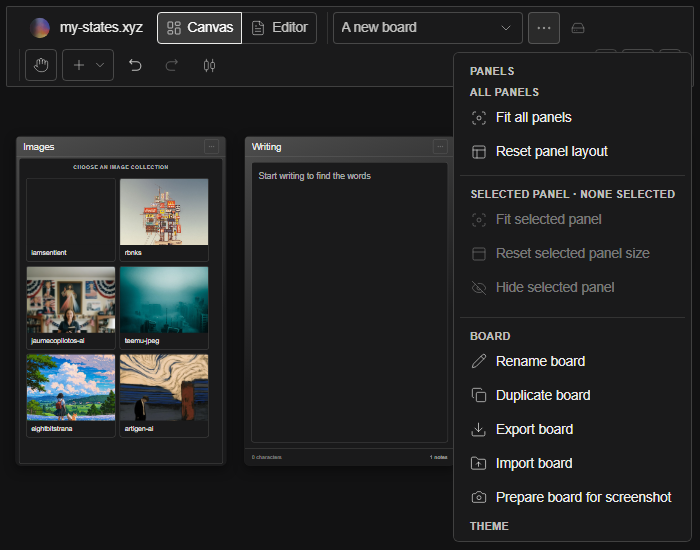 my-states.xyz
Canvas
Editor
A new board
PANELS
ALL PANELS
Fit all panels
Reset panel layout
SELECTED PANEL · NONE SELECTED
Fit selected panel
Reset selected panel size
Hide selected panel
BOARD
Rename board
Duplicate board
Export board
Import board
Prepare board for screenshot
THEME
Images
CHOOSE AN IMAGE COLLECTION
iamsentient
rbnks
jaumecopilotos-ai
teemu-jpeg
eightbitstrana
artigen-ai
Writing
Start writing to find the words
0 characters
1 notes